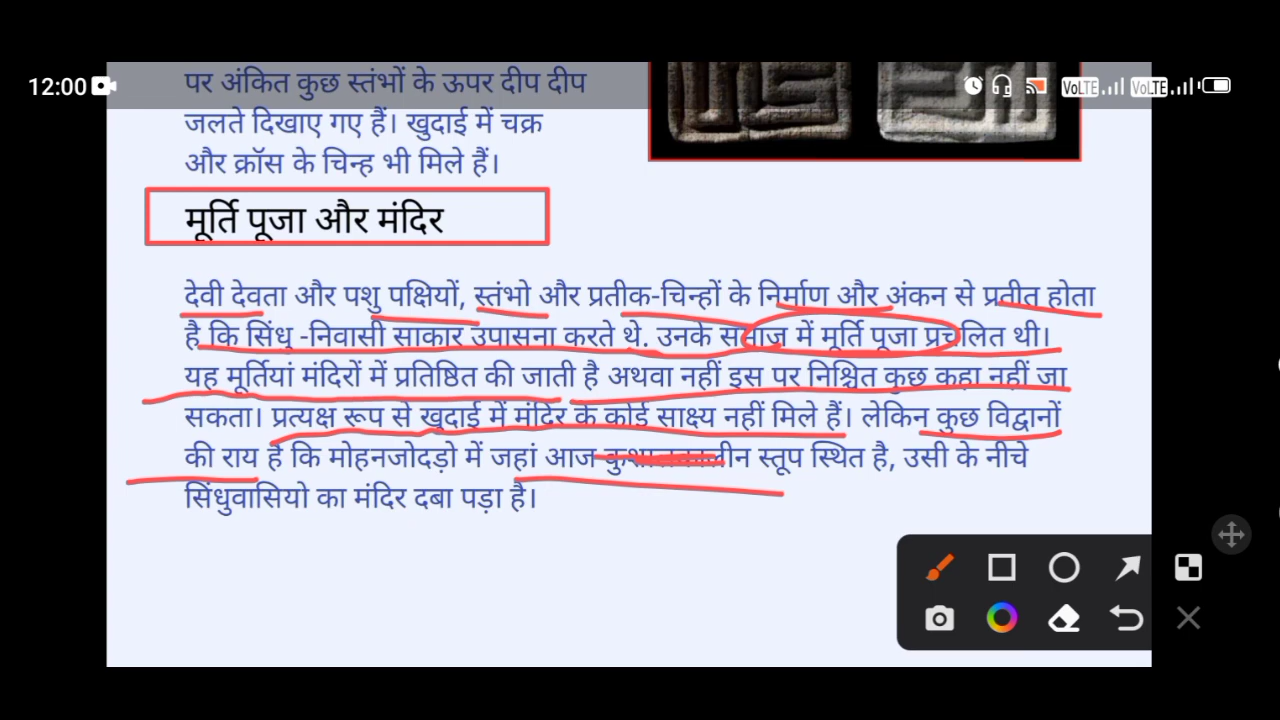 पर अंकित कुछ स्तंभों के ऊपर दीप दीप
12:00
VoLTE VoLTE
जलते दिखाए गए हैं। खुदाई में चक्र
और क्रॉस के चिन्ह भी मिले हैं।
मूर्ति पूजा और मंदिर
देवी देवता और पशु पक्षियों, स्तंभो और प्रतीक-चिन्हों के निर्माण और अंकन से प्रतीत होता
है कि सिंधु -निवासी साकार उपासना करते थे. उनके समाज में मूर्ति पूजा प्रचलित थी।
यह मूर्तियां मंदिरों में प्रतिष्ठित की जाती है अथवा नहीं इस पर निश्चित कुछ कहा नहीं जा
सकता। प्रत्यक्ष रूप से खुदाई में मंदिर के कोई साक्ष्य नहीं मिले हैं। लेकिन कुछ विद्वानों
की राय है कि मोहनजोदड़ो में जहां आज स्तूप स्थित है, उसी के नीचे
सिंधुवासियो का मंदिर दबा पड़ा है।